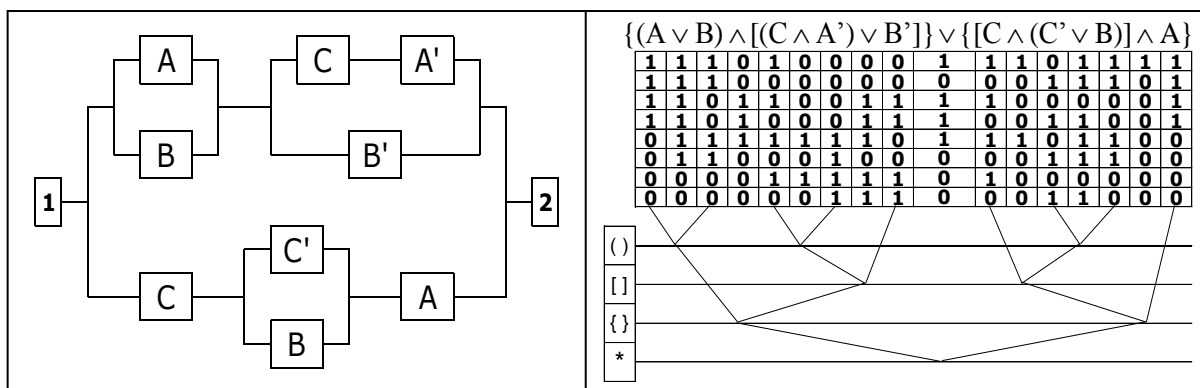 A
C
A'
B
B'
1
2
C'
C
A
B
{(A ∨ B) ∧ [(C ∧ A') ∨ B']} ∨ {[C ∧ (C' ∨ B)] ∧ A}
1 1 1 0 1 0 0 0 0 1 1 1 0 1 1 1 1
1 1 1 0 0 0 0 0 0 0 0 0 1 1 1 0 1
1 1 0 1 1 0 0 1 1 1 1 0 0 0 0 0 1
1 1 0 1 0 0 0 1 1 1 0 0 1 1 0 0 1
0 1 1 1 1 1 1 1 0 1 1 1 0 1 1 0 0
0 1 1 0 0 0 1 0 0 0 0 0 1 1 1 0 0
0 0 0 0 1 1 1 1 1 0 1 0 0 0 0 0 0
0 0 0 0 0 0 1 1 1 0 0 0 1 1 0 0 0
( )
[ ]
{ }
*